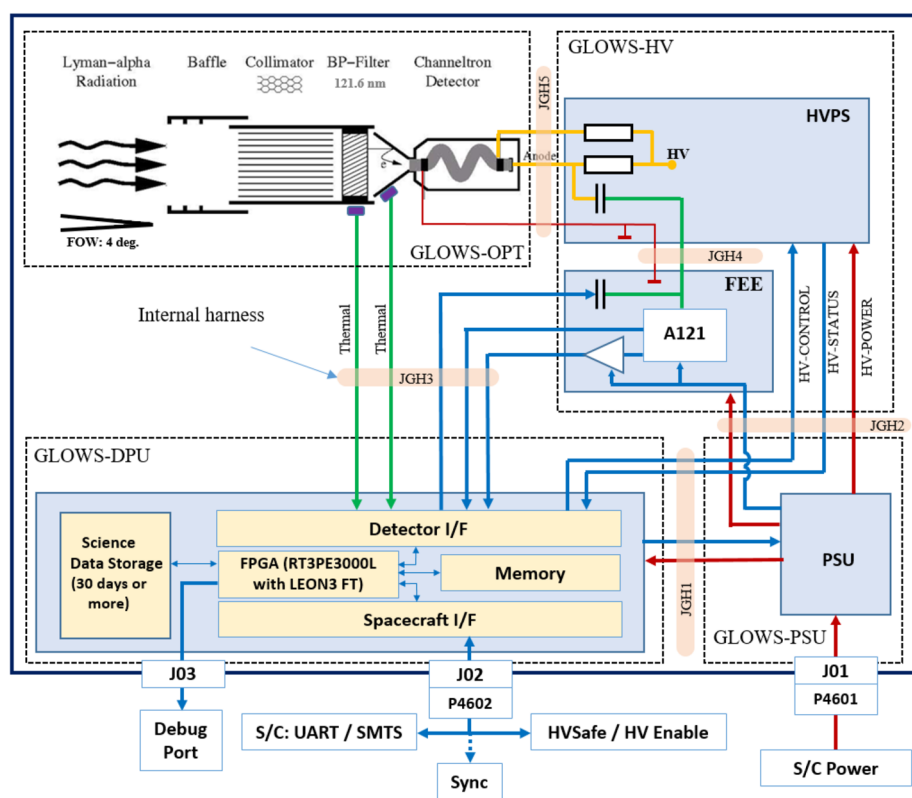 GLOWS-HV
Lyman-alpha
Radiation
Baffle
Collimator
BP-Filter
121.6 nm
Channeltron
Detector
JGH5
HVPS
Anode
HV
e
FOW: 4 deg.
GLOWS-OPT
JGH4
FEE
Internal harness
Thermal
Thermal
A121
HV-CONTROL
HV-STATUS
HV-POWER
JGH3
JGH2
GLOWS-DPU
JGH1
Detector I/F
Science
Data Storage
(30 days or
more)
FPGA (RT3PE3000L
with LEON3 FT)
Memory
PSU
Spacecraft I/F
GLOWS-PSU
J03
J02
J01
P4602
P4601
Debug
Port
S/C: UART / SMTS
HVSafe / HV Enable
Sync
S/C Power